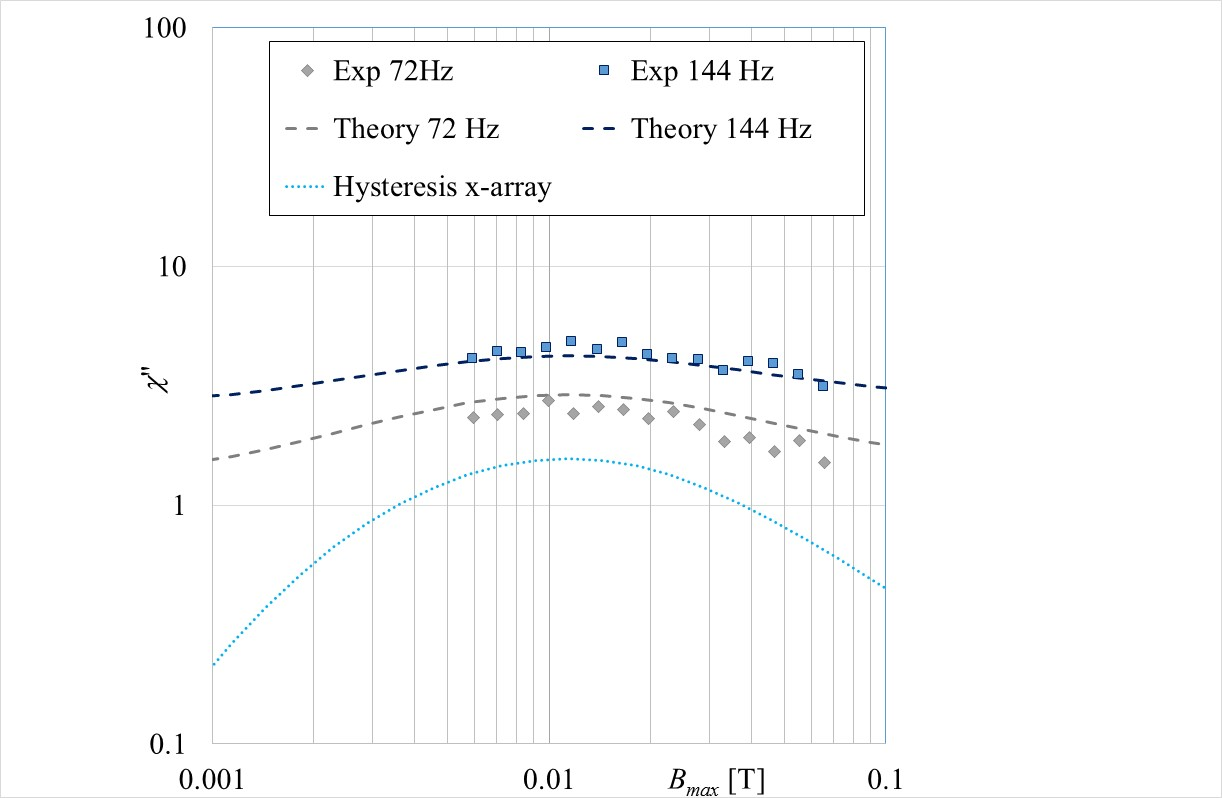 100
Exp 72Hz
Exp 144 Hz
Theory 72 Hz
Theory 144 Hz
Hysteresis x-array
10
χ"
1
0.1
0.001
0.01
Bmax [T]
0.1